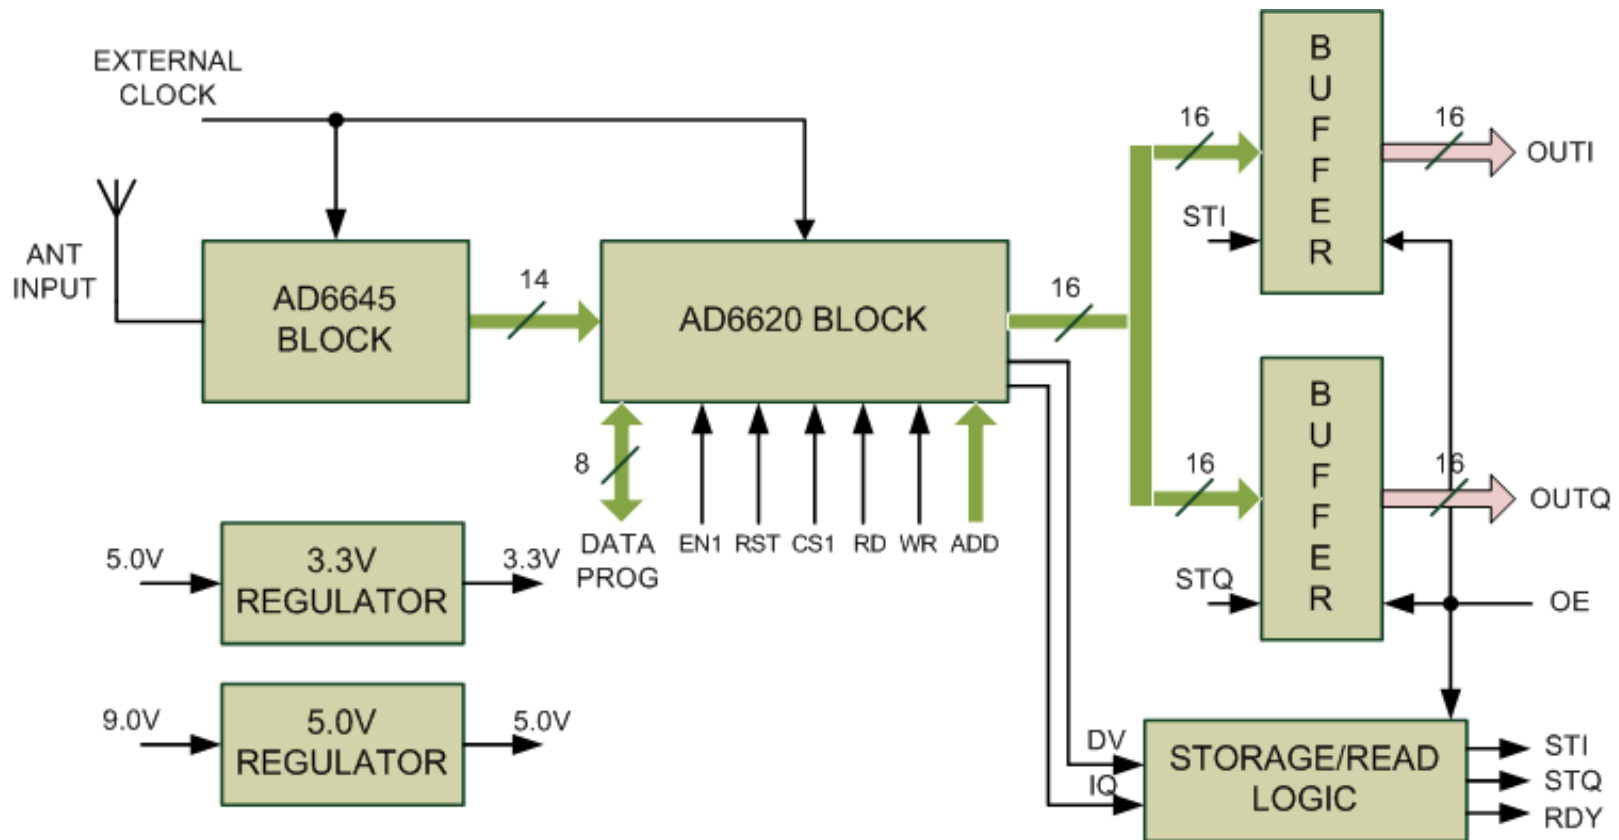 EXTERNAL
CLOCK
ANT
INPUT
AD6645
BLOCK
14
AD6620 BLOCK
16
16
STI
B
U
F
F
E
R
16
OUTI
16
STQ
B
U
F
F
E
R
16
OUTQ
OE
8
DATA
PROG
EN1 RST CS1 RD WR ADD
5.0V
3.3V
REGULATOR
3.3V
9.0V
5.0V
REGULATOR
5.0V
DV
IQ
STORAGE/READ
LOGIC
STI
STQ
RDY